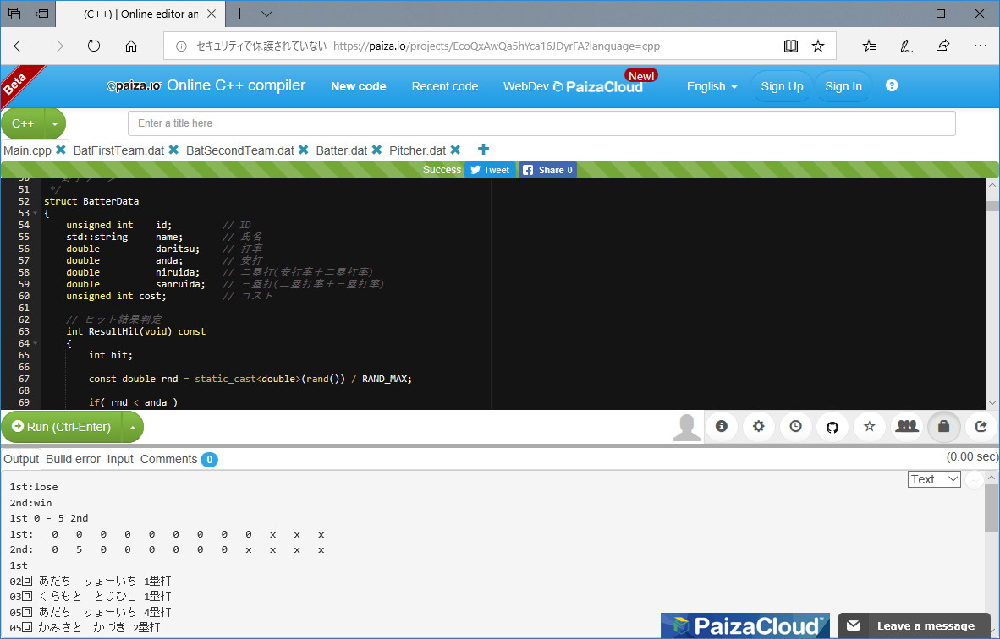 (C++) | Online editor an
セキュリティで保護されていない https://paiza.io/projects/EcoQxAwQa5hYca16JDyrFA?language=cpp
Beta
paiza.io Online C++ compiler New code Recent code WebDev PaizaCloud New! English Sign Up Sign In ?
C++ Enter a title here
Main.cpp BatFirstTeam.dat BatSecondTeam.dat Batter.dat Pitcher.dat
Success Tweet Share 0
51 */
52 struct BatterData
53 {
54 unsigned int id; // ID
55 std::string name; // 氏名
56 double daritsu; // 打率
57 double anda; // 安打
58 double niruida; // 二塁打(安打率＋二塁打率)
59 double sanruida; // 三塁打(二塁打率＋三塁打率)
60 unsigned int cost; // コスト
61
62 // ヒット結果判定
63 int ResultHit(void) const
64 {
65 int hit;
66
67 const double rnd = static_cast<double>(rand()) / RAND_MAX;
68
69 if( rnd < anda )
Run (Ctrl-Enter)
Output Build error Input Comments 0 (0.00 sec)
Text
1st:lose
2nd:win
1st 0 - 5 2nd
1st: 0 0 0 0 0 0 0 0 0 x x x
2nd: 0 5 0 0 0 0 0 0 x x x x
1st
02回 あだち　りょーいち 1塁打
03回 くらもと　とじひこ 1塁打
05回 あだち　りょーいち 4塁打
05回 かみさと　かづき 2塁打
PaizaCloud
Leave a message